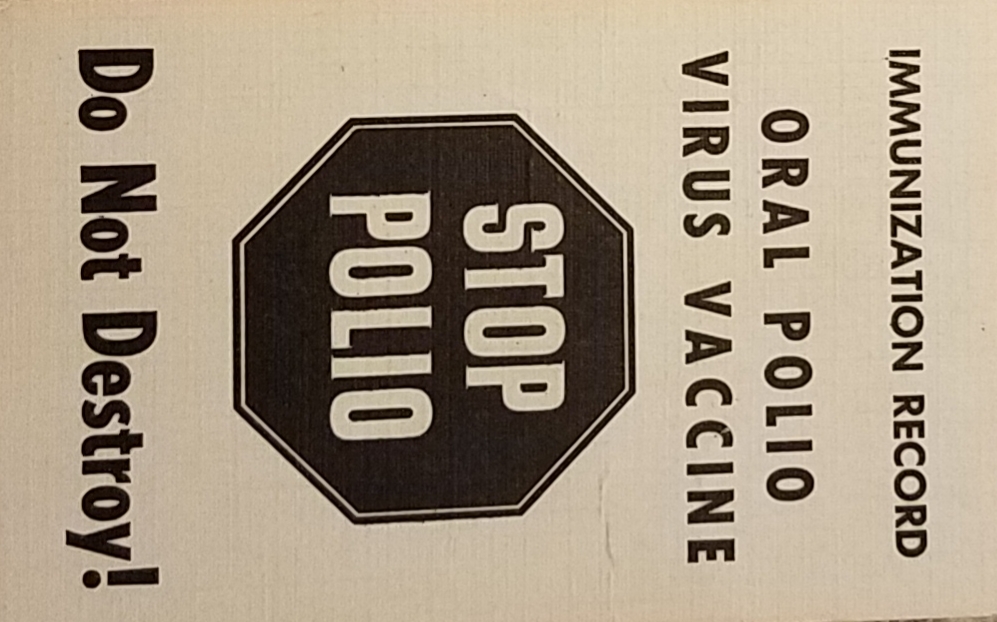 IMMUNIZATION RECORD
ORAL POLIO
VIRUS VACCINE
STOP
POLIO
Do Not Destroy!